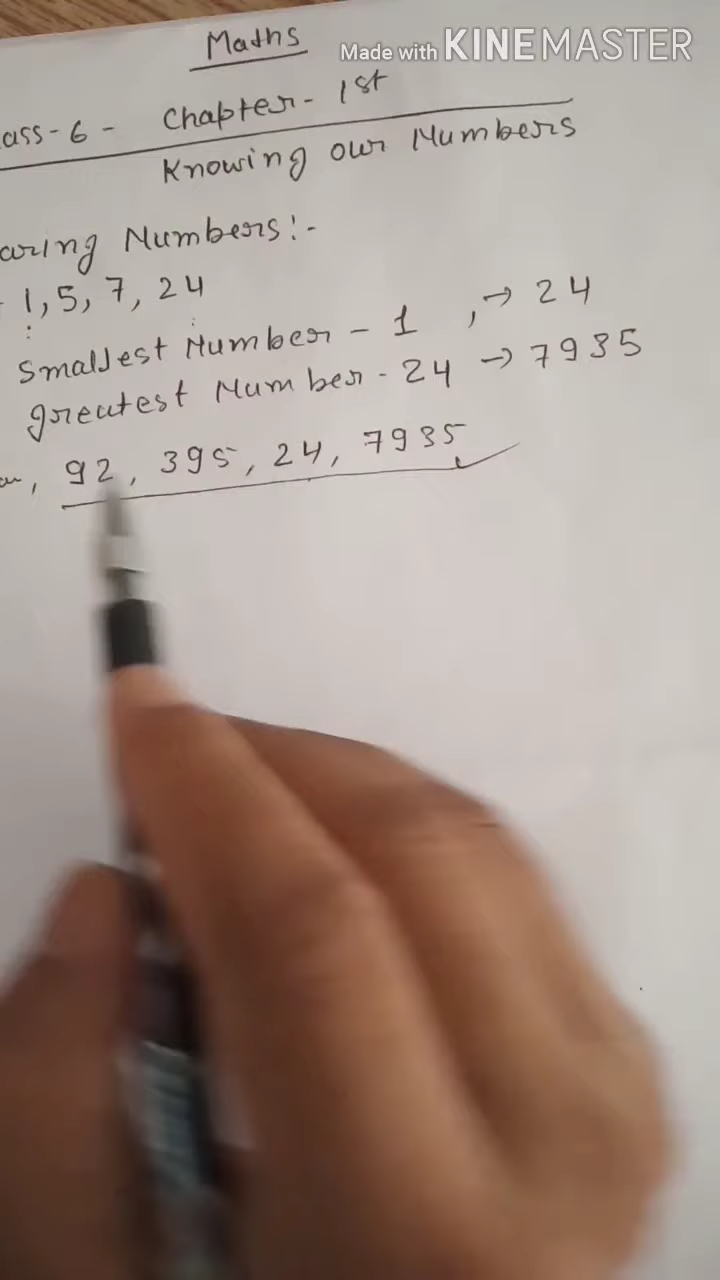 Maths
Made with KINEMASTER
ass-6- Chapter- 1st
Knowing our Numbers
aring Numbers:-
1, 5, 7, 24
Smallest Number - 1 , → 24
greatest Number - 24 → 7935
, 92, 395, 24, 7935